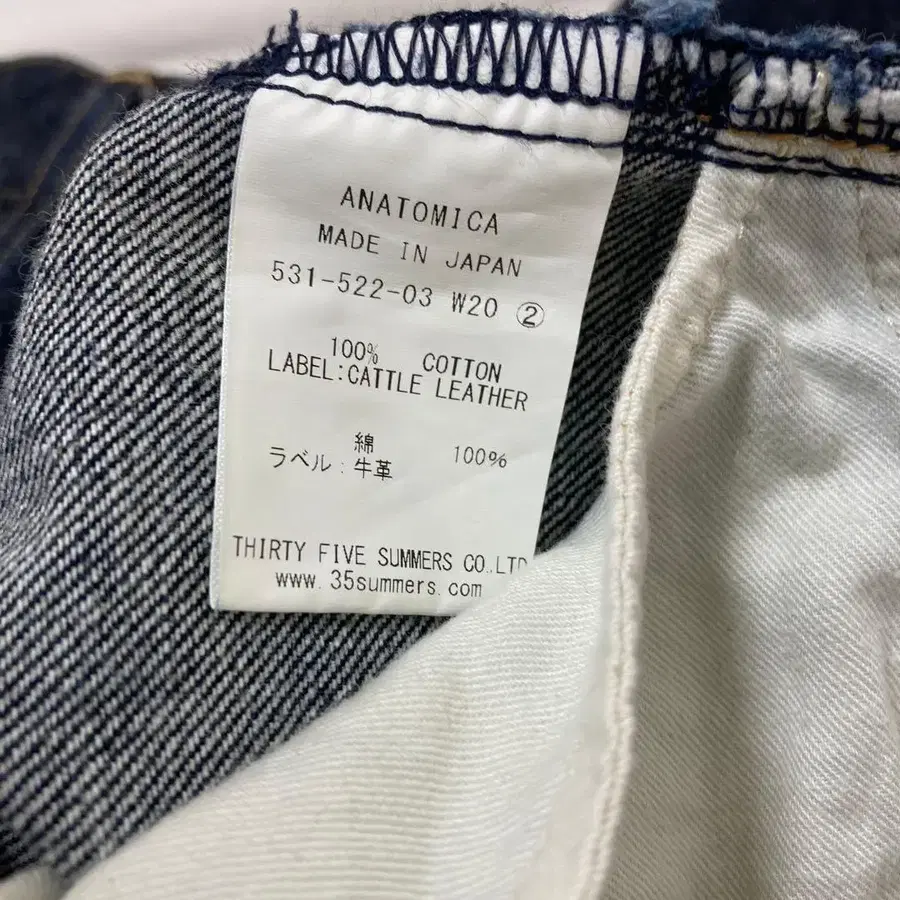 ANATOMICA
MADE IN JAPAN
531-522-03 W20 ②
100% COTTON
LABEL:CATTLE LEATHER
綿 100%
ラベル:牛革
THIRTY FIVE SUMMERS CO.,LTD
www.35summers.com